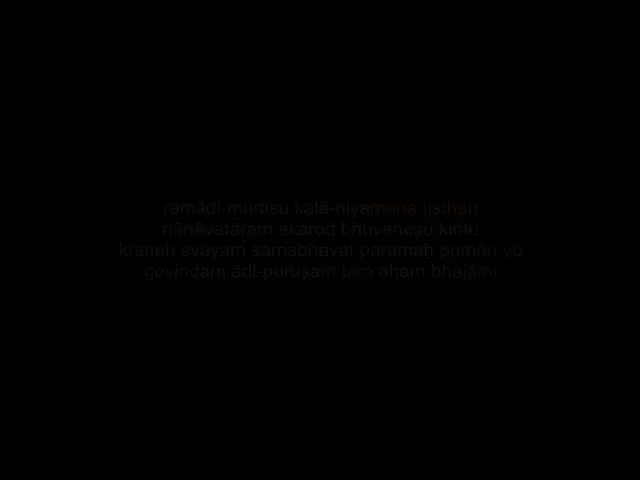 rāmādi-mūrtiṣu kalā-niyamena tiṣṭhan
nānāvatāram akarod bhuvaneṣu kintu
kṛṣṇaḥ svayaṁ samabhavat paramaḥ pumān yo
govindam ādi-puruṣaṁ tam ahaṁ bhajāmi